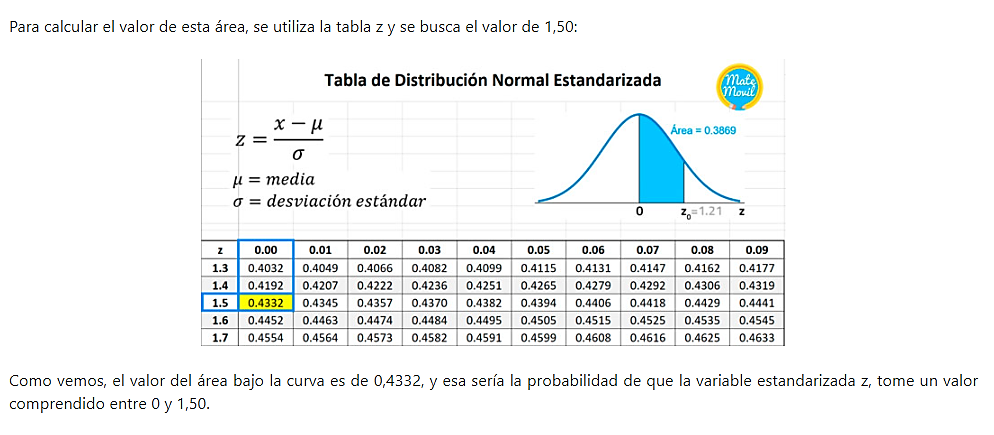 Para calcular el valor de esta área, se utiliza la tabla z y se busca el valor de 1,50:
Tabla de Distribución Normal Estandarizada
Mate
Movil
z = x − μ / σ
μ = media
σ = desviación estándar
Área = 0.3869
0 z₀=1.21 z
z 0.00 0.01 0.02 0.03 0.04 0.05 0.06 0.07 0.08 0.09
1.3 0.4032 0.4049 0.4066 0.4082 0.4099 0.4115 0.4131 0.4147 0.4162 0.4177
1.4 0.4192 0.4207 0.4222 0.4236 0.4251 0.4265 0.4279 0.4292 0.4306 0.4319
1.5 0.4332 0.4345 0.4357 0.4370 0.4382 0.4394 0.4406 0.4418 0.4429 0.4441
1.6 0.4452 0.4463 0.4474 0.4484 0.4495 0.4505 0.4515 0.4525 0.4535 0.4545
1.7 0.4554 0.4564 0.4573 0.4582 0.4591 0.4599 0.4608 0.4616 0.4625 0.4633
Como vemos, el valor del área bajo la curva es de 0,4332, y esa sería la probabilidad de que la variable estandarizada z, tome un valor
comprendido entre 0 y 1,50.